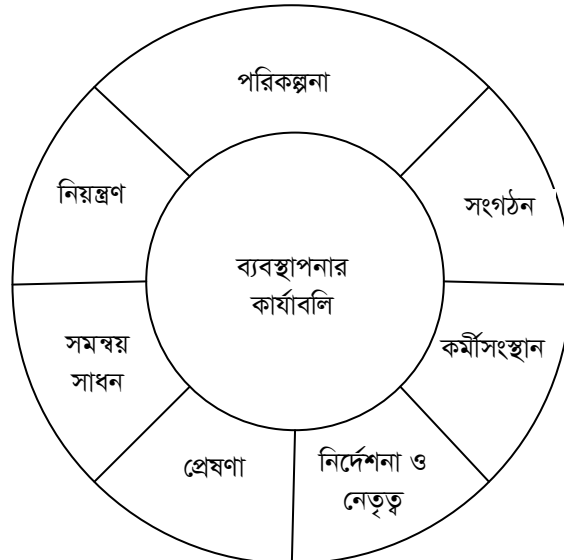 পরিকল্পনা
সংগঠন
কর্মীসংস্থান
নির্দেশনা ও
নেতৃত্ব
প্রেষণা
সমন্বয়
সাধন
নিয়ন্ত্রণ
ব্যবস্থাপনার
কার্যাবলি